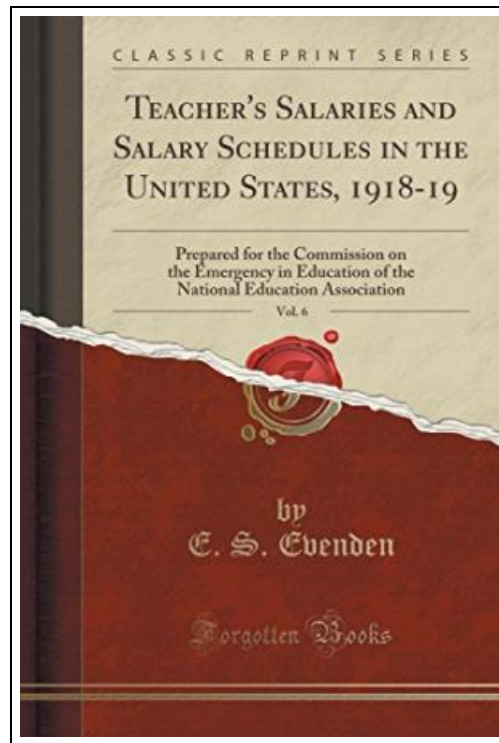 CLASSIC REPRINT SERIES
TEACHER'S SALARIES AND
SALARY SCHEDULES IN THE
UNITED STATES, 1918-19
Prepared for the Commission on
the Emergency in Education of the
National Education Association
Vol. 6
by
E. S. Evenden
Forgotten Books